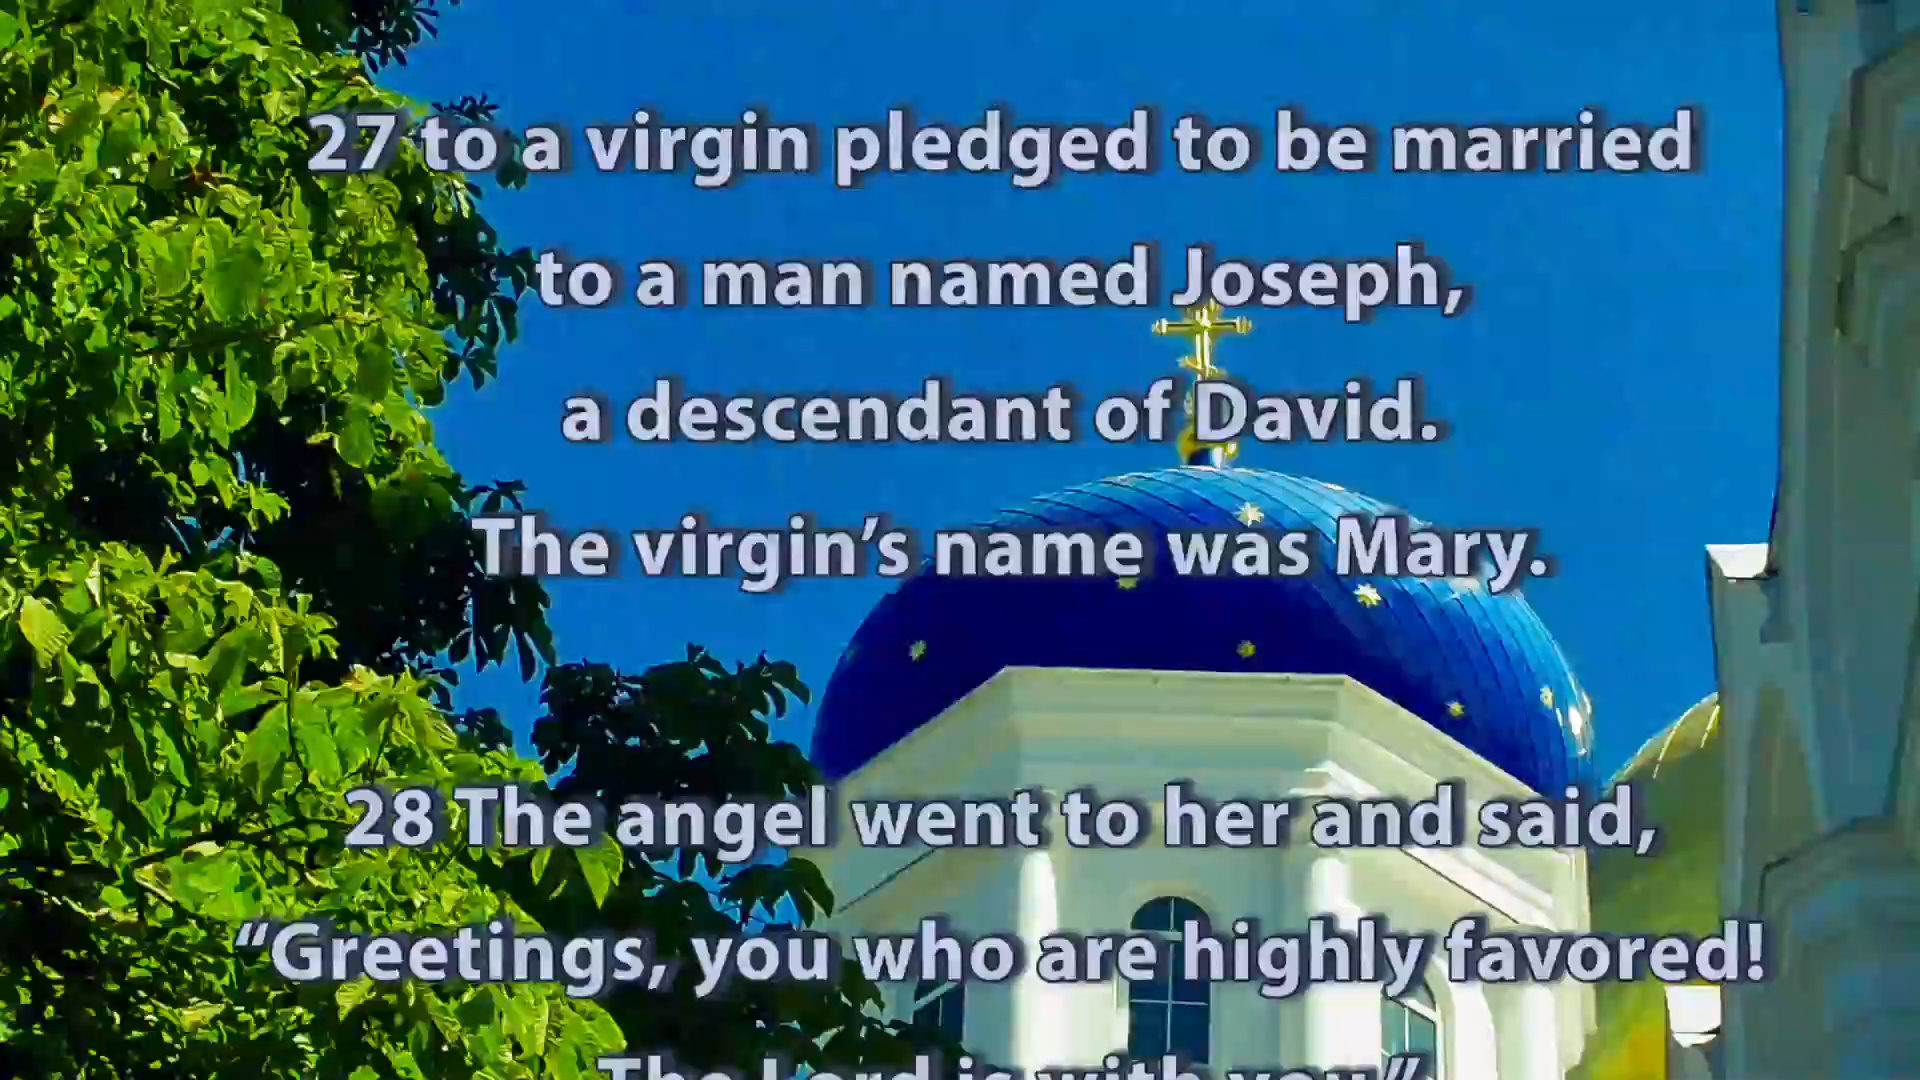 27 to a virgin pledged to be married
to a man named Joseph,
a descendant of David.
The virgin’s name was Mary.
28 The angel went to her and said,
“Greetings, you who are highly favored!
The Lord is with you.”